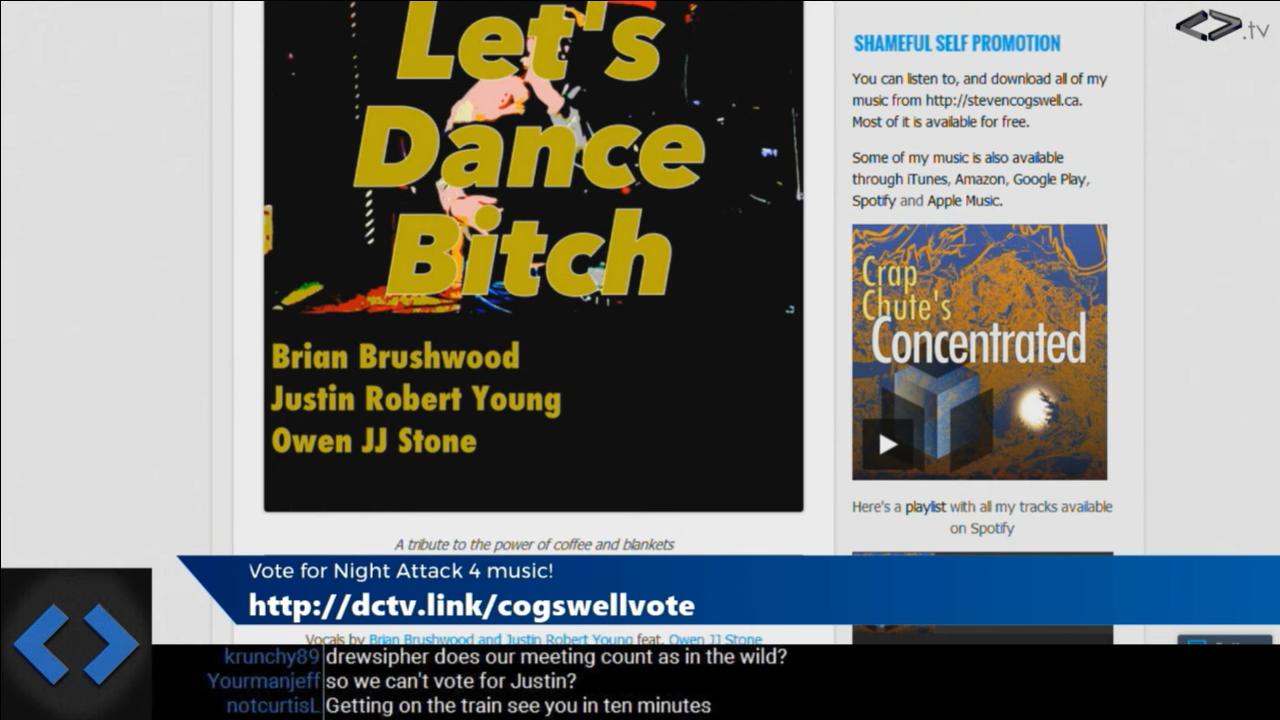 Let's
Dance
Bitch
Brian Brushwood
Justin Robert Young
Owen JJ Stone
A tribute to the power of coffee and blankets
Vocals by Brian Brushwood and Justin Robert Young feat. Owen JJ Stone
.tv
SHAMEFUL SELF PROMOTION
You can listen to, and download all of my
music from http://stevencogswell.ca.
Most of it is available for free.
Some of my music is also available
through iTunes, Amazon, Google Play,
Spotify and Apple Music.
Crap
Chute's
Concentrated
Here's a playlist with all my tracks available
on Spotify
Vote for Night Attack 4 music!
http://dctv.link/cogswellvote
krunchy89 drewsipher does our meeting count as in the wild?
Yourmanjeff so we can't vote for Justin?
notcurtisL Getting on the train see you in ten minutes